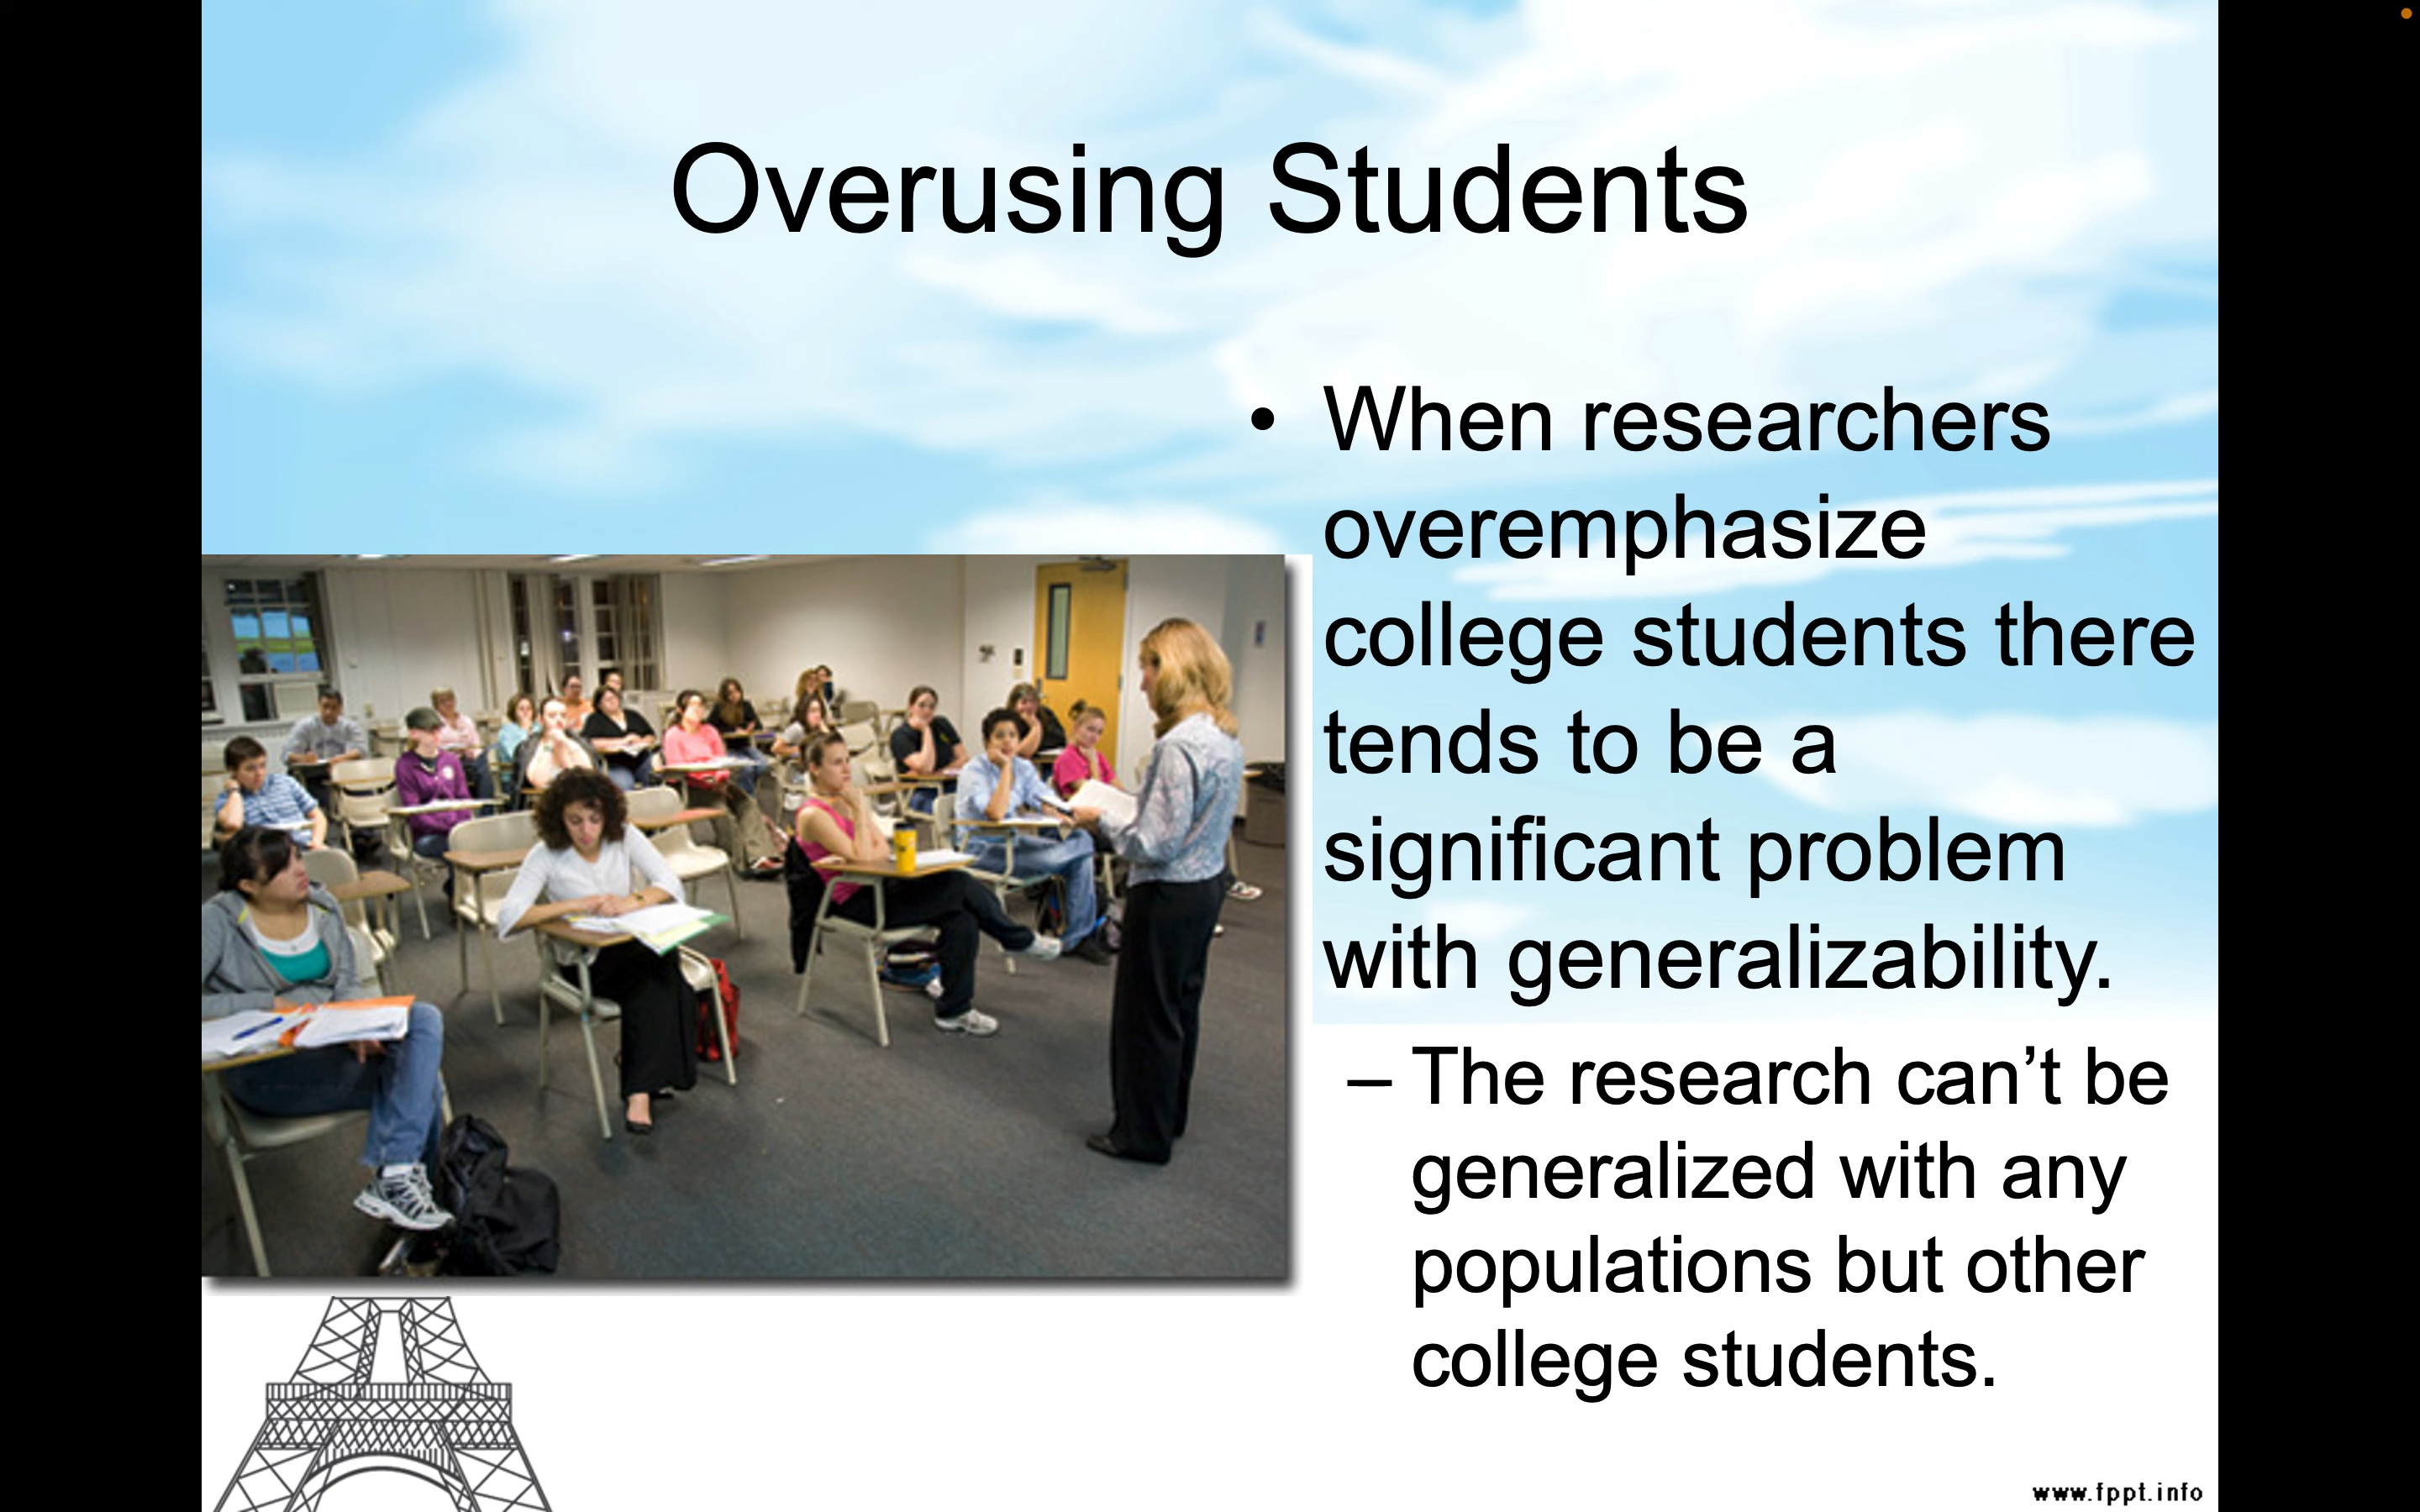 Overusing Students
• When researchers
overemphasize
college students there
tends to be a
significant problem
with generalizability.
– The research can’t be
generalized with any
populations but other
college students.
www.fppt.info